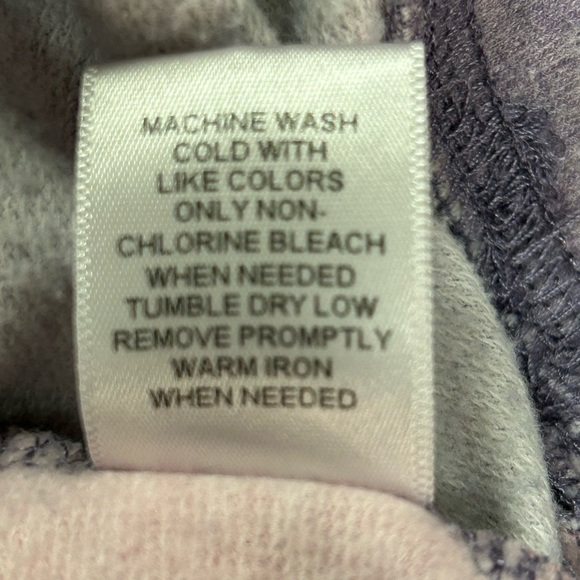 MACHINE WASH
COLD WITH
LIKE COLORS
ONLY NON-
CHLORINE BLEACH
WHEN NEEDED
TUMBLE DRY LOW
REMOVE PROMPTLY
WARM IRON
WHEN NEEDED